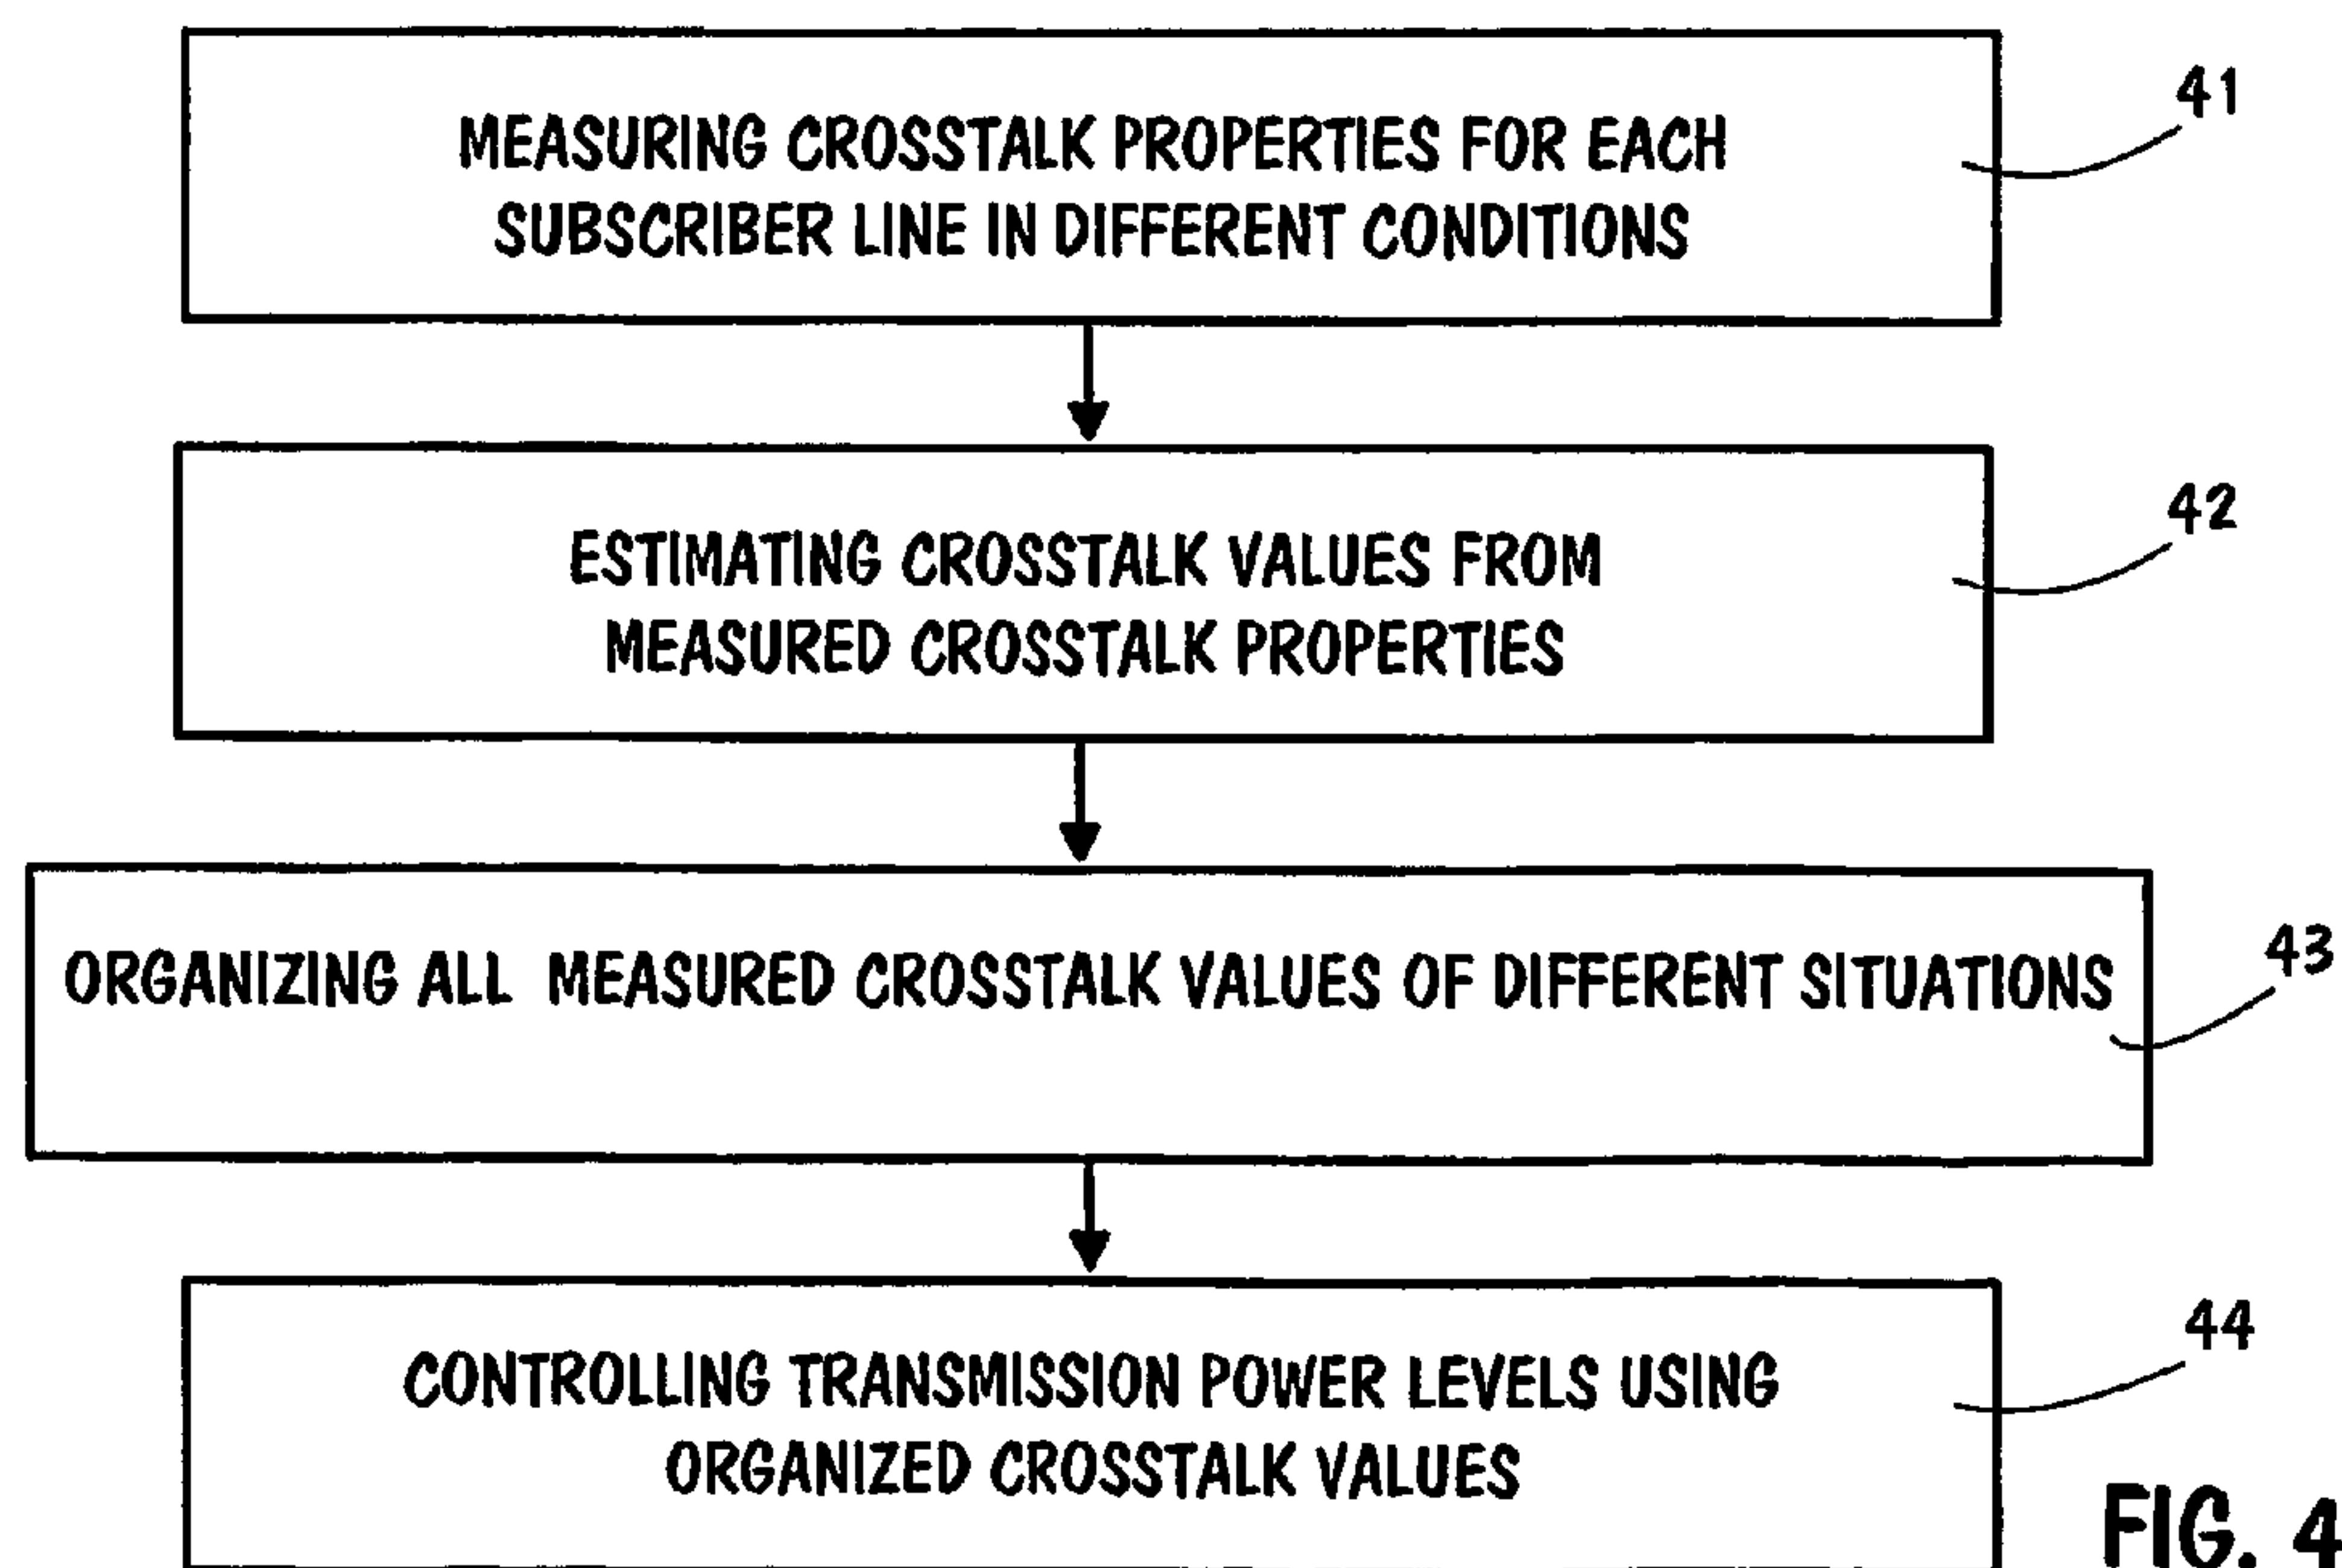 MEASURING CROSSTALK PROPERTIES FOR EACH
SUBSCRIBER LINE IN DIFFERENT CONDITIONS
41
ESTIMATING CROSSTALK VALUES FROM
MEASURED CROSSTALK PROPERTIES
42
ORGANIZING ALL MEASURED CROSSTALK VALUES OF DIFFERENT SITUATIONS
43
CONTROLLING TRANSMISSION POWER LEVELS USING
ORGANIZED CROSSTALK VALUES
44
FIG. 4